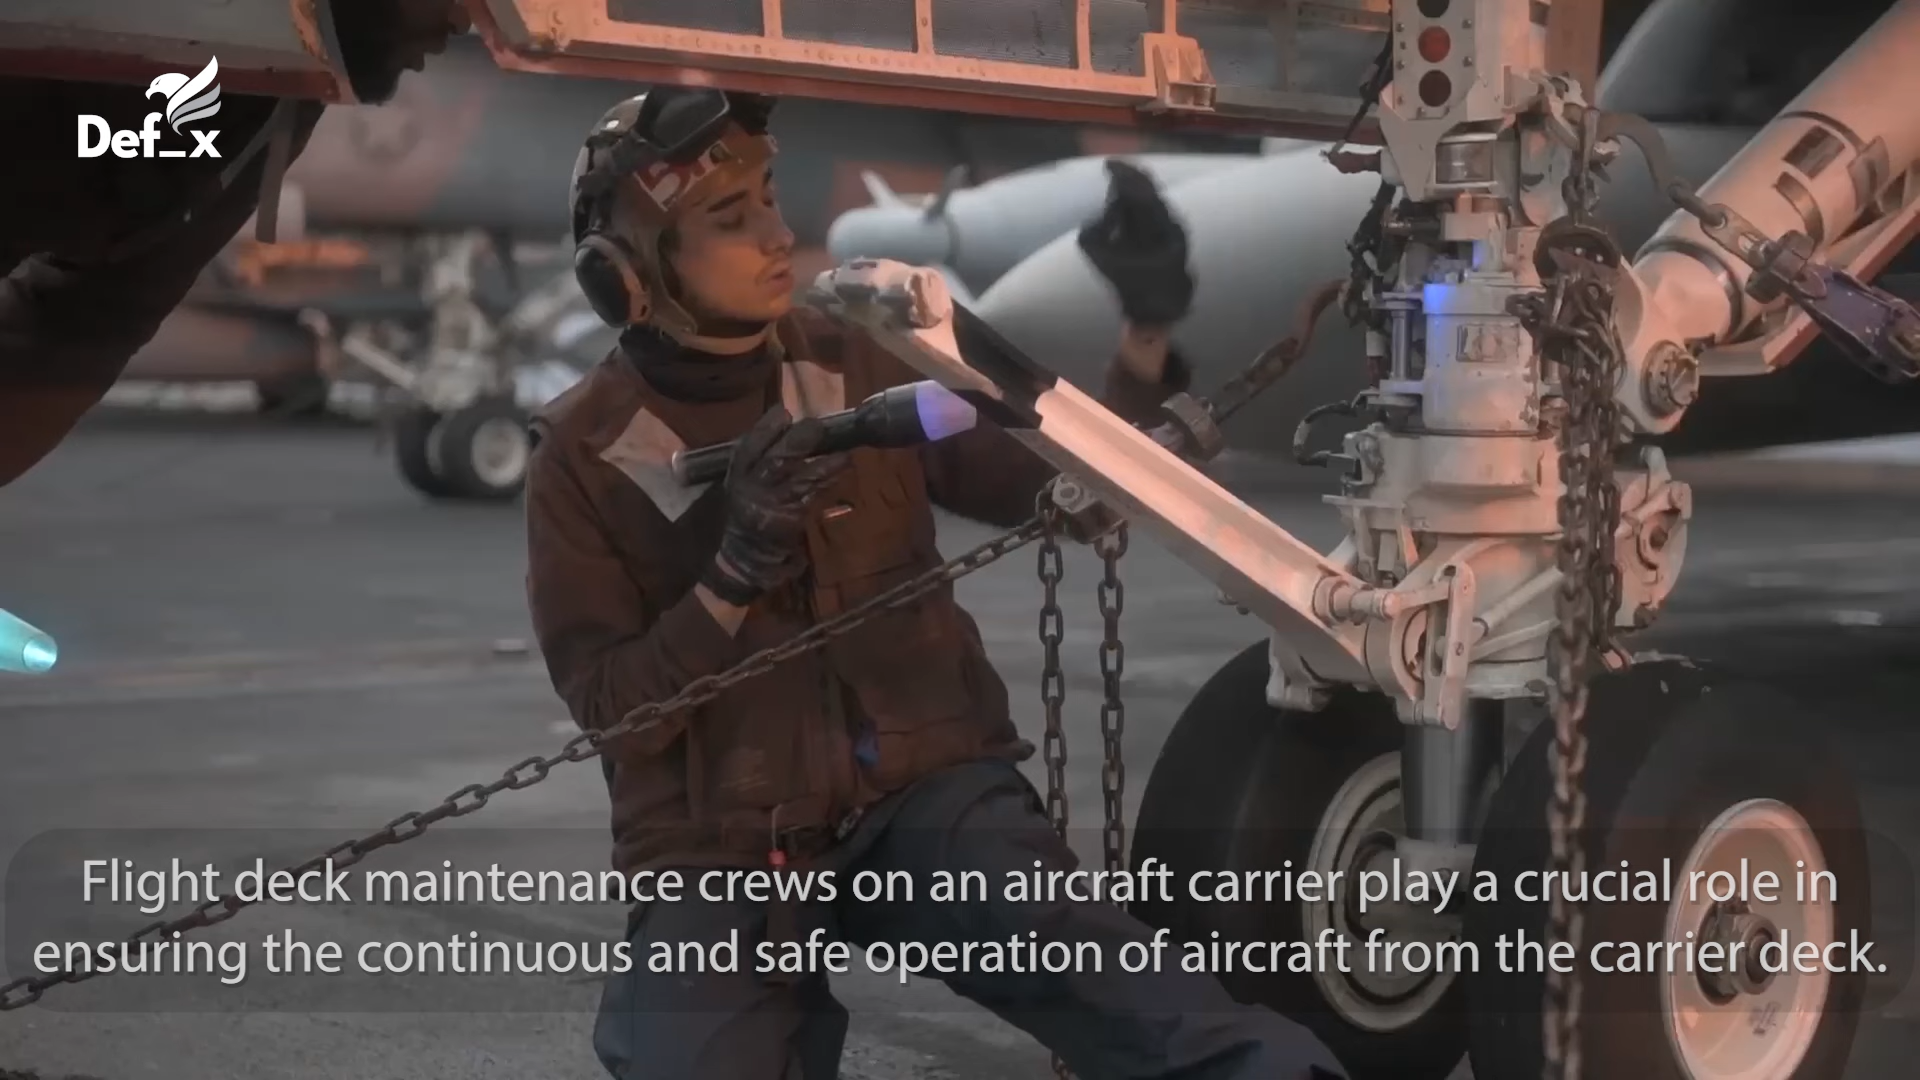 Def_x
Flight deck maintenance crews on an aircraft carrier play a crucial role in
ensuring the continuous and safe operation of aircraft from the carrier deck.